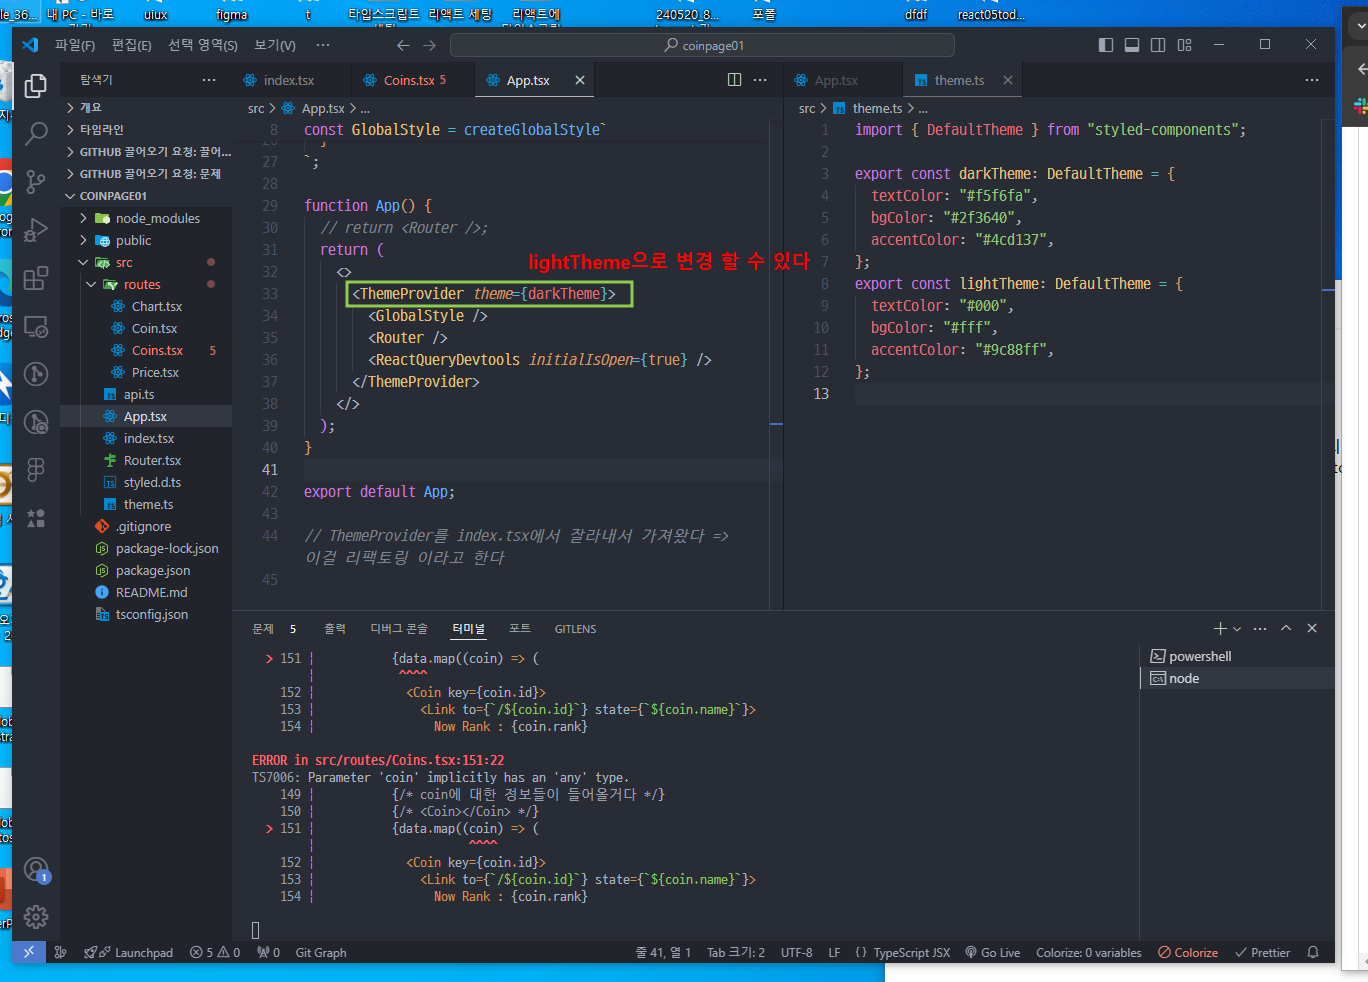 le_36...
내 PC - 바로
uiux
figma
t
타입스크립트
리액트 세팅
리액트에
240520_8...
포폴
dfdf
react05tod...
파일(F)
편집(E)
선택 영역(S)
보기(V)
...
coinpage01
탐색기
...
index.tsx
Coins.tsx 5
App.tsx
App.tsx
theme.ts
개요
타임라인
GITHUB 끌어오기 요청: 끌어...
GITHUB 끌어오기 요청: 문제
COINPAGE01
node_modules
public
src
routes
Chart.tsx
Coin.tsx
Coins.tsx 5
Price.tsx
api.ts
App.tsx
index.tsx
Router.tsx
styled.d.ts
theme.ts
.gitignore
package-lock.json
package.json
README.md
tsconfig.json
src > App.tsx > ...
8 const GlobalStyle = createGlobalStyle`
26 }
27 `;
28
29 function App() {
30 // return <Router />;
31 return (
32 <>
33 <ThemeProvider theme={darkTheme}>
34 <GlobalStyle />
35 <Router />
36 <ReactQueryDevtools initialIsOpen={true} />
37 </ThemeProvider>
38 </>
39 );
40 }
41
42 export default App;
43
44 // ThemeProvider를 index.tsx에서 잘라내서 가져왔다 =>
이걸 리팩토링 이라고 한다
45
lightTheme으로 변경 할 수 있다
src > theme.ts > ...
1 import { DefaultTheme } from "styled-components";
2
3 export const darkTheme: DefaultTheme = {
4 textColor: "#f5f6fa",
5 bgColor: "#2f3640",
6 accentColor: "#4cd137",
7 };
8 export const lightTheme: DefaultTheme = {
9 textColor: "#000",
10 bgColor: "#fff",
11 accentColor: "#9c88ff",
12 };
13
문제 5
출력
디버그 콘솔
터미널
포트
GITLENS
> 151 | {data.map((coin) => (
| ^^^^
152 | <Coin key={coin.id}>
153 | <Link to={`/${coin.id}`} state={`${coin.name}`}>
154 | Now Rank : {coin.rank}
ERROR in src/routes/Coins.tsx:151:22
TS7006: Parameter 'coin' implicitly has an 'any' type.
149 | {/* coin에 대한 정보들이 들어올거다 */}
150 | {/* <Coin></Coin> */}
> 151 | {data.map((coin) => (
| ^^^^
152 | <Coin key={coin.id}>
153 | <Link to={`/${coin.id}`} state={`${coin.name}`}>
154 | Now Rank : {coin.rank}
powershell
node
1
Launchpad
5
0
0
Git Graph
줄 41, 열 1
Tab 크기: 2
UTF-8
LF
{ } TypeScript JSX
Go Live
Colorize: 0 variables
Colorize
Prettier